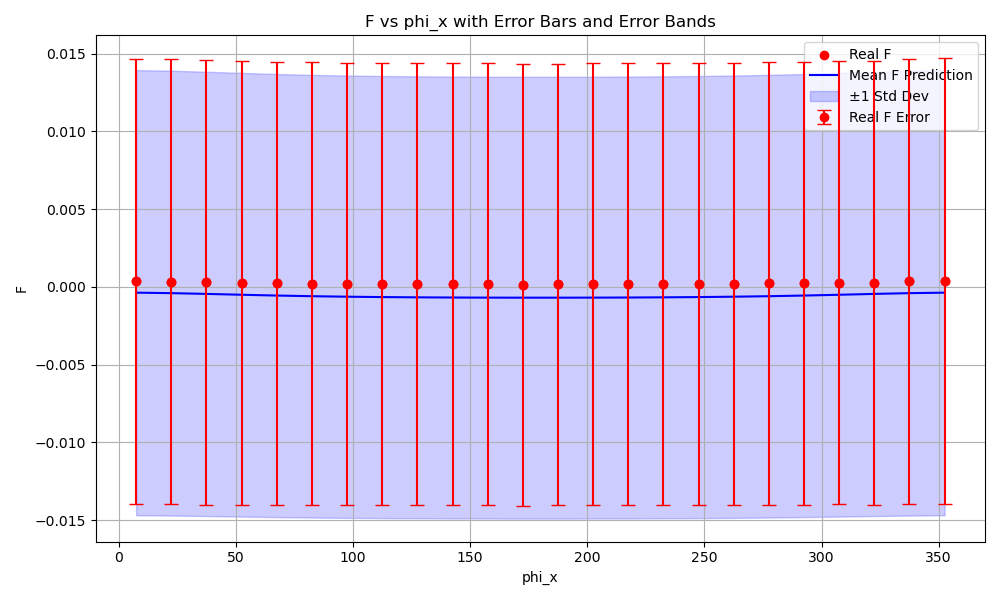 F vs phi_x with Error Bars and Error Bands
0.015
0.010
0.005
0.000
−0.005
−0.010
−0.015
F
Real F
Mean F Prediction
±1 Std Dev
Real F Error
0
50
100
150
200
250
300
350
phi_x